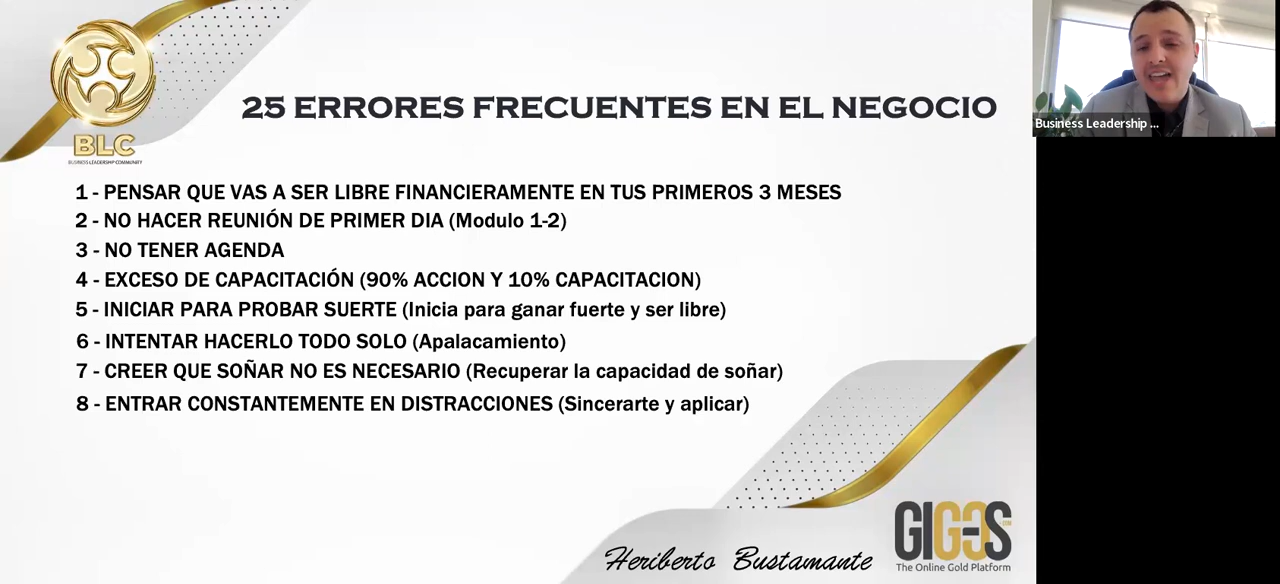 25 ERRORES FRECUENTES EN EL NEGOCIO
BLC
BUSINESS LEADERSHIP COMMUNITY
Business Leadership ...
1 - PENSAR QUE VAS A SER LIBRE FINANCIERAMENTE EN TUS PRIMEROS 3 MESES
2 - NO HACER REUNIÓN DE PRIMER DIA (Modulo 1-2)
3 - NO TENER AGENDA
4 - EXCESO DE CAPACITACIÓN (90% ACCION Y 10% CAPACITACION)
5 - INICIAR PARA PROBAR SUERTE (Inicia para ganar fuerte y ser libre)
6 - INTENTAR HACERLO TODO SOLO (Apalacamiento)
7 - CREER QUE SOÑAR NO ES NECESARIO (Recuperar la capacidad de soñar)
8 - ENTRAR CONSTANTEMENTE EN DISTRACCIONES (Sincerarte y aplicar)
Heriberto Bustamante
GIG-OS
The Online Gold Platform